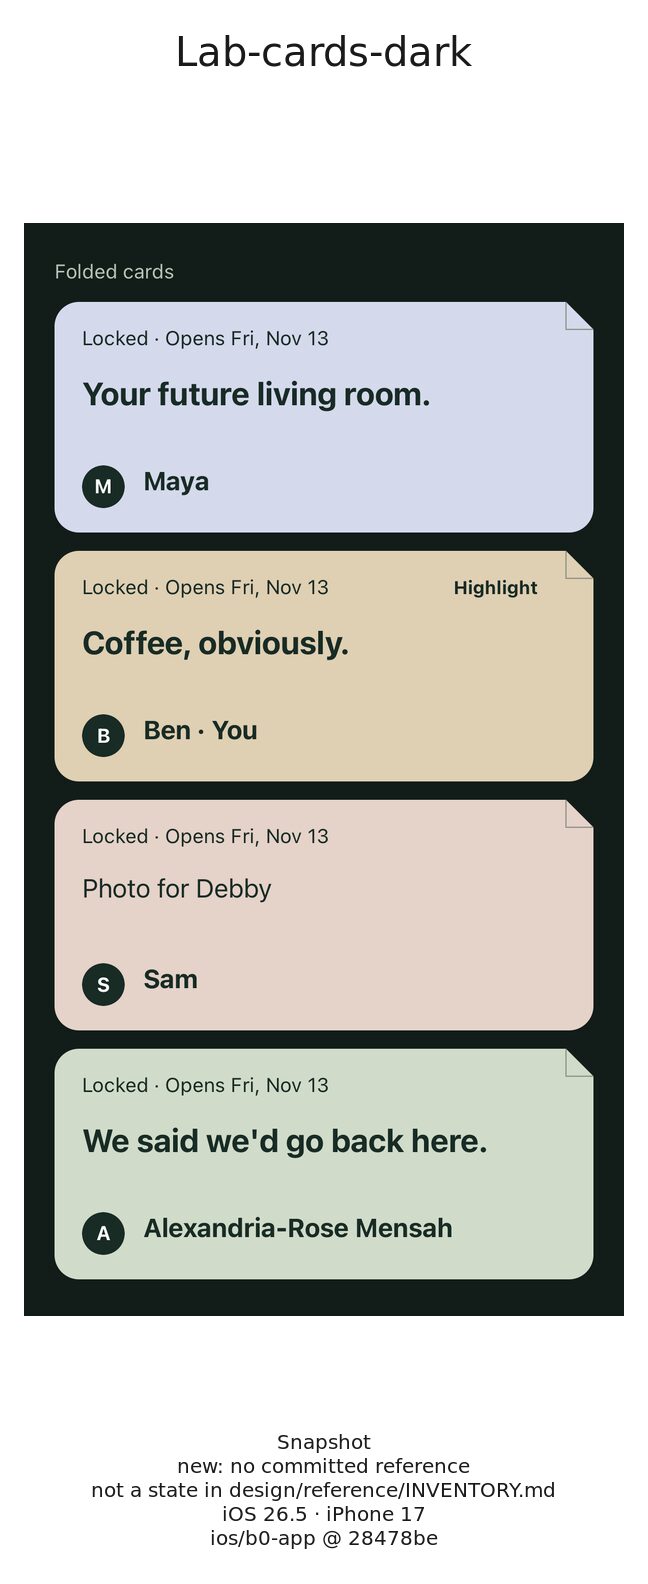 Lab-cards-dark
Folded cards
Locked · Opens Fri, Nov 13
Your future living room.
M Maya
Locked · Opens Fri, Nov 13 Highlight
Coffee, obviously.
B Ben · You
Locked · Opens Fri, Nov 13
Photo for Debby
S Sam
Locked · Opens Fri, Nov 13
We said we'd go back here.
A Alexandria-Rose Mensah
Snapshot
new: no committed reference
not a state in design/reference/INVENTORY.md
iOS 26.5 · iPhone 17
ios/b0-app @ 28478be